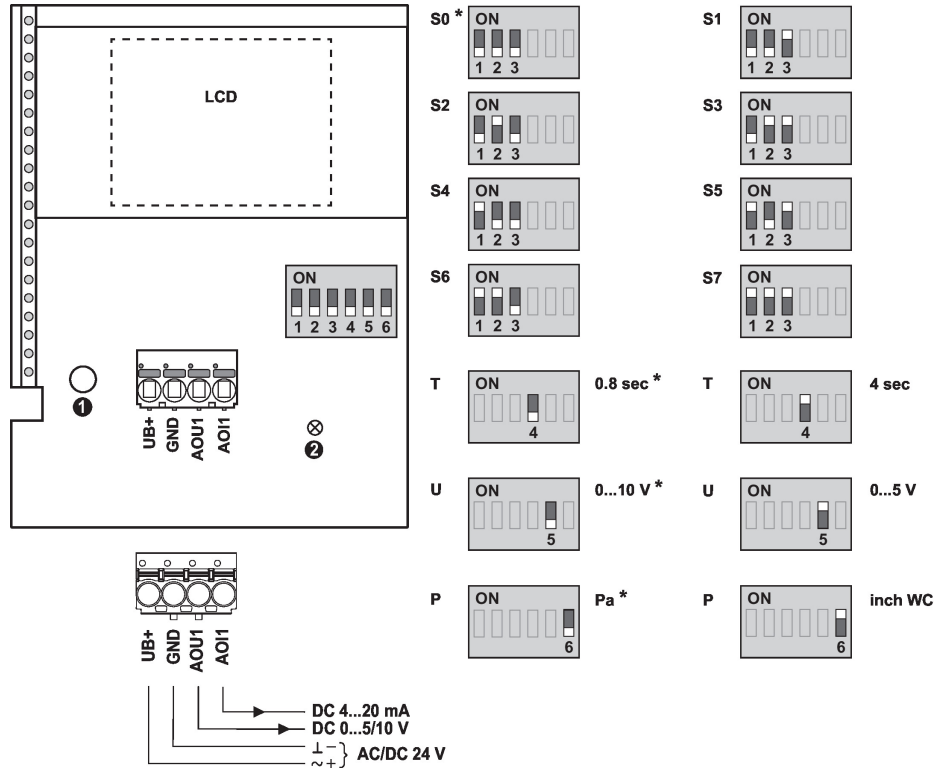 LCD
ON
1 2 3 4 5 6
❶
UB+
GND
AOU1
AOI1
❷
UB+
GND
AOU1
AOI1
DC 4...20 mA
DC 0...5/10 V
⊥ –
~ +
} AC/DC 24 V
S0 *
ON
1 2 3
S1
ON
1 2 3
S2
ON
1 2 3
S3
ON
1 2 3
S4
ON
1 2 3
S5
ON
1 2 3
S6
ON
1 2 3
S7
ON
1 2 3
T
ON
4
0.8 sec *
T
ON
4
4 sec
U
ON
5
0...10 V *
U
ON
5
0...5 V
P
ON
6
Pa *
P
ON
6
inch WC